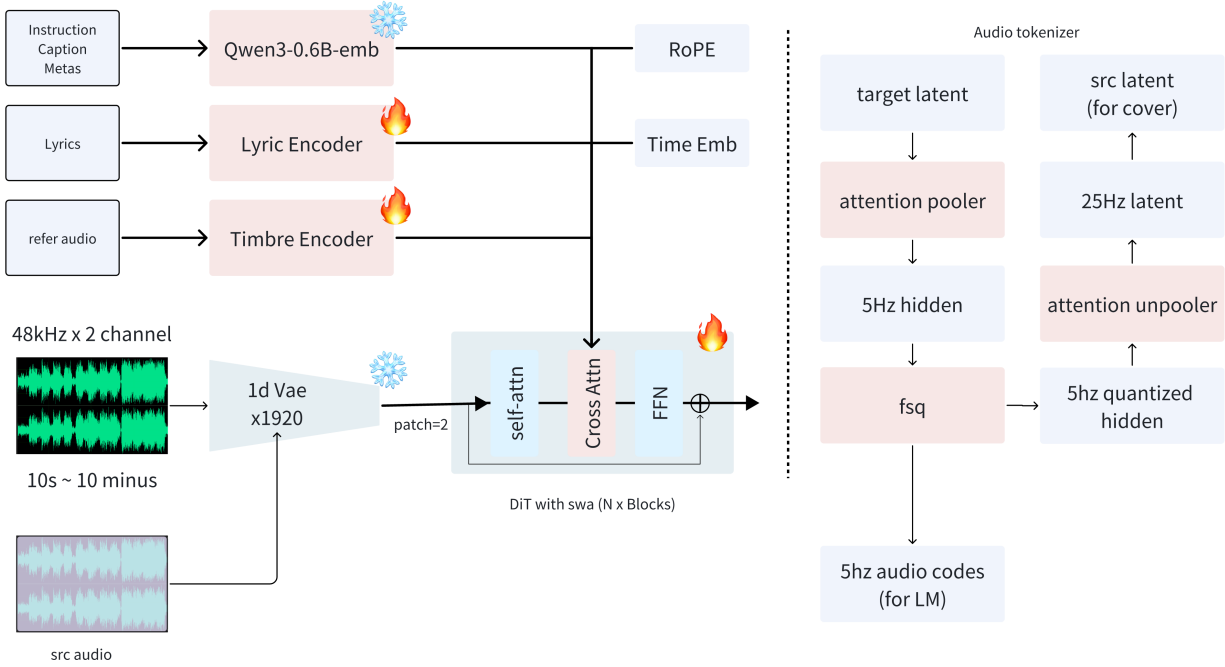 Instruction
Caption
Metas
Qwen3-0.6B-emb
RoPE
Lyrics
Lyric Encoder
Time Emb
refer audio
Timbre Encoder
48kHz x 2 channel
1d Vae
x1920
10s ~ 10 minus
patch=2
self-attn
Cross Attn
FFN
DiT with swa (N x Blocks)
src audio
Audio tokenizer
target latent
attention pooler
5Hz hidden
fsq
5hz audio codes
(for LM)
src latent
(for cover)
25Hz latent
attention unpooler
5hz quantized
hidden